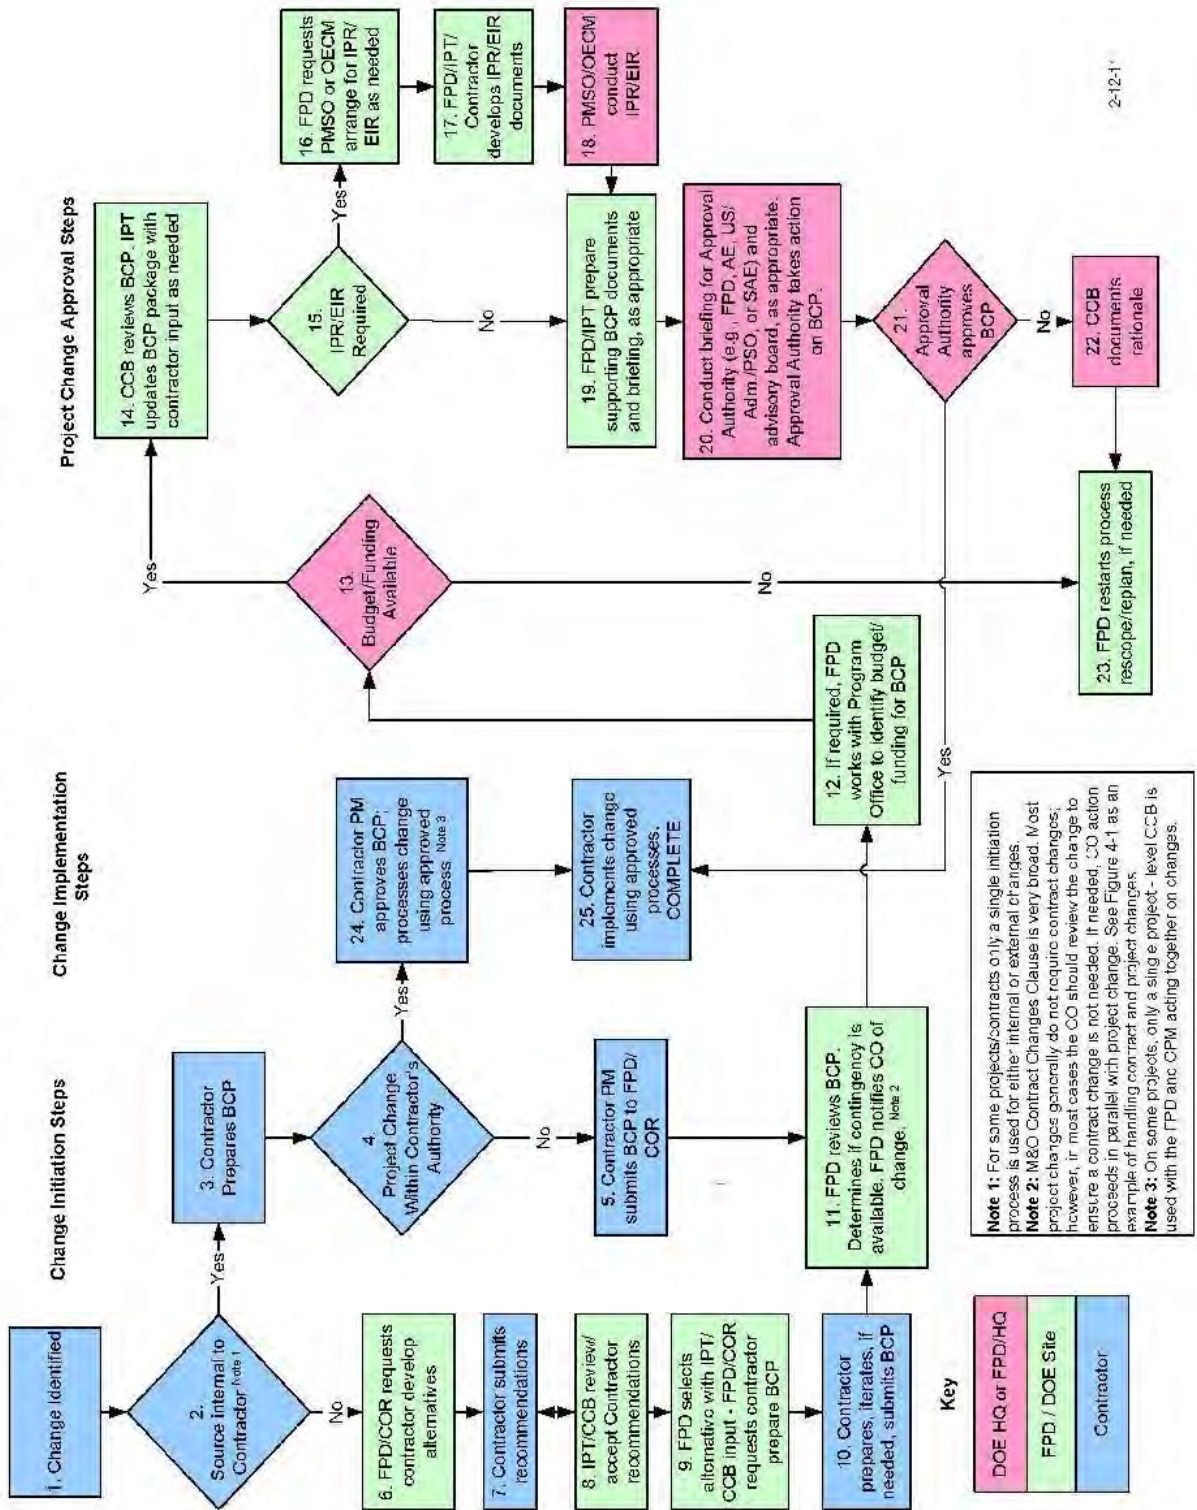 Change Initiation Steps
Change Implementation
Steps
Project Change Approval Steps
1. Change Identified
2.
Source internal to
Contractor Note 1
Yes
No
3. Contractor
Prepares BCP
4.
Project Change
Within Contractor's
Authority
Yes
No
5. Contractor PM
submits BCP to FPD/
COR
6. FPD/COR requests
contractor develop
alternatives
7. Contractor submits
recommendations
8. IPT/CCB review/
accept Contractor
recommendations
9. FPD selects
alternative with IPT/
CCB input - FPD/COR
requests contractor
prepare BCP
10. Contractor
prepares, iterates, if
needed, submits BCP
11. FPD reviews BCP.
Determines if contingency is
available. FPD notifies CO of
change. Note 2
12. If required, FPD
works with Program
Office to identify budget/
funding for BCP
13.
Budget/Funding
Available
Yes
No
14. CCB reviews BCP. IPT
updates BCP package with
contractor input as needed
15.
IPR/EIR
Required
Yes
No
16. FPD requests
PMSO or OECM
arrange for IPR/
EIR as needed
17. FPD/IPT/
Contractor
develops IPR/EIR
documents
18. PMSO/OECM
conduct
IPR/EIR
19. FPD/IPT prepare
supporting BCP documents
and briefing, as appropriate
20. Conduct briefing for Approval
Authority (e.g., FPD, AE, US/
Adm./PSO, or SAE) and
advisory board, as appropriate.
Approval Authority takes action
on BCP.
21.
Approval
Authority
approves
BCP
Yes
No
22. CCB
documents
rationale
23. FPD restarts process
rescope/replan, if needed
24. Contractor PM
approves BCP;
processes change
using approved
process Note 3
25. Contractor
implements change
using approved
processes.
COMPLETE
Key
DOE HQ or FPD/HQ
FPD / DOE Site
Contractor
Note 1: For some projects/contracts only a single initiation
process is used for either internal or external changes.
Note 2: M&O Contract Changes Clause is very broad. Most
project changes generally do not require contract changes;
however, in most cases the CO should review the change to
ensure a contract change is not needed. If needed, CO action
proceeds in parallel with project change. See Figure 4-1 as an
example of handling contract and project changes.
Note 3: On some projects, only a single project - level CCB is
used with the FPD and CPM acting together on changes.